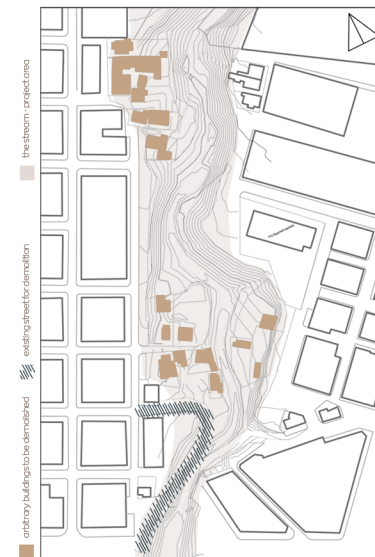 the stream - project area
existing street for demolition
arbitrary buildings to be demolished